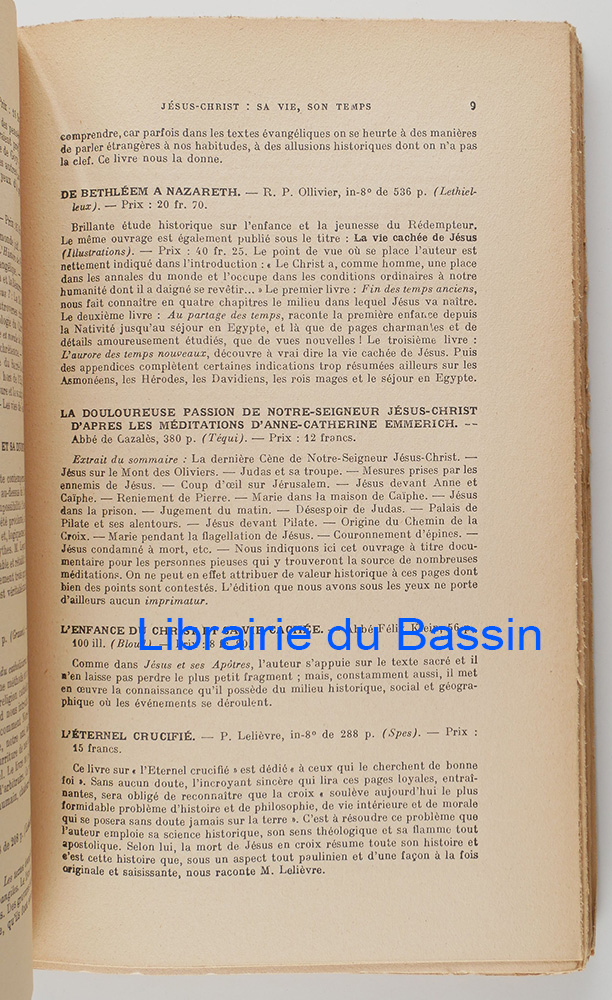 JÉSUS-CHRIST : SA VIE, SON TEMPS 9
comprendre, car parfois dans les textes évangéliques on se heurte à des manières
de parler étrangères à nos habitudes, à des allusions historiques dont on n'a pas
la clef. Ce livre nous la donne.
DE BETHLÉEM A NAZARETH. — R. P. Ollivier, in-8º de 536 p. (Lethiel-
leux). — Prix : 20 fr. 70.
Brillante étude historique sur l'enfance et la jeunesse du Rédempteur.
Le même ouvrage est également publié sous le titre : La vie cachée de Jésus
(Illustrations). — Prix : 40 fr. 25. Le point de vue où se place l'auteur est
nettement indiqué dans l'introduction : « Le Christ a, comme homme, une place
dans les annales du monde et l'occupe dans les conditions ordinaires à notre
humanité dont il a daigné se revêtir... » Le premier livre : Fin des temps anciens,
nous fait connaître en quatre chapitres le milieu dans lequel Jésus va naître.
Le deuxième livre : Au partage des temps, raconte la première enfance depuis
la Nativité jusqu'au séjour en Egypte, et là que de pages charmantes et de
détails amoureusement étudiés, que de vues nouvelles ! Le troisième livre :
L'aurore des temps nouveaux, découvre à vrai dire la vie cachée de Jésus. Puis
des appendices complètent certaines indications trop résumées ailleurs sur les
Asmonéens, les Hérodes, les Davidiens, les rois mages et le séjour en Egypte.
LA DOULOUREUSE PASSION DE NOTRE-SEIGNEUR JÉSUS-CHRIST
D'APRES LES MÉDITATIONS D'ANNE-CATHERINE EMMERICH. —
Abbé de Cazalès, 380 p. (Téqui). — Prix : 12 francs.
Extrait du sommaire : La dernière Cène de Notre-Seigneur Jésus-Christ. —
Jésus sur le Mont des Oliviers. — Judas et sa troupe. — Mesures prises par les
ennemis de Jésus. — Coup d'œil sur Jérusalem. — Jésus devant Anne et
Caïphe. — Reniement de Pierre. — Marie dans la maison de Caïphe. — Jésus
dans la prison. — Jugement du matin. — Désespoir de Judas. — Palais de
Pilate et ses alentours. — Jésus devant Pilate. — Origine du Chemin de la
Croix. — Marie pendant la flagellation de Jésus. — Couronnement d'épines. —
Jésus condamné à mort, etc. — Nous indiquons ici cet ouvrage à titre docu-
mentaire pour les personnes pieuses qui y trouveront la source de nombreuses
méditations. On ne peut en effet attribuer de valeur historique à ces pages dont
bien des points sont contestés. L'édition que nous avons sous les yeux ne porte
d'ailleurs aucun imprimatur.
L'ENFANCE DU CHRIST ET SA VIE CACHÉE. — Abbé Félix Klein, 56 p.
100 ill.
Librairie du Bassin
Comme dans Jésus et ses Apôtres, l'auteur s'appuie sur le texte sacré et il
n'en laisse pas perdre le plus petit fragment ; mais, constamment aussi, il met
en œuvre la connaissance qu'il possède du milieu historique, social et géogra-
phique où les événements se déroulent.
L'ÉTERNEL CRUCIFIÉ. — P. Lelièvre, in-8º de 288 p. (Spes). — Prix :
15 francs.
Ce livre sur « l'Eternel crucifié » est dédié « à ceux qui le cherchent de bonne
foi ». Sans aucun doute, l'incroyant sincère qui lira ces pages loyales, entraî-
nantes, sera obligé de reconnaître que la croix « soulève aujourd'hui le plus
formidable problème d'histoire et de philosophie, de vie intérieure et de morale
qui se posera sans doute jamais sur la terre ». C'est à résoudre ce problème que
l'auteur emploie sa science historique, son sens théologique et sa flamme tout
apostolique. Selon lui, la mort de Jésus en croix résume toute son histoire et
c'est cette histoire que, sous un aspect tout paulinien et d'une façon à la fois
originale et saisissante, nous raconte M. Lelièvre.